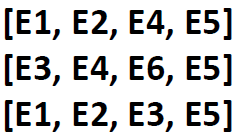 [E1, E2, E4, E5]
[E3, E4, E6, E5]
[E1, E2, E3, E5]